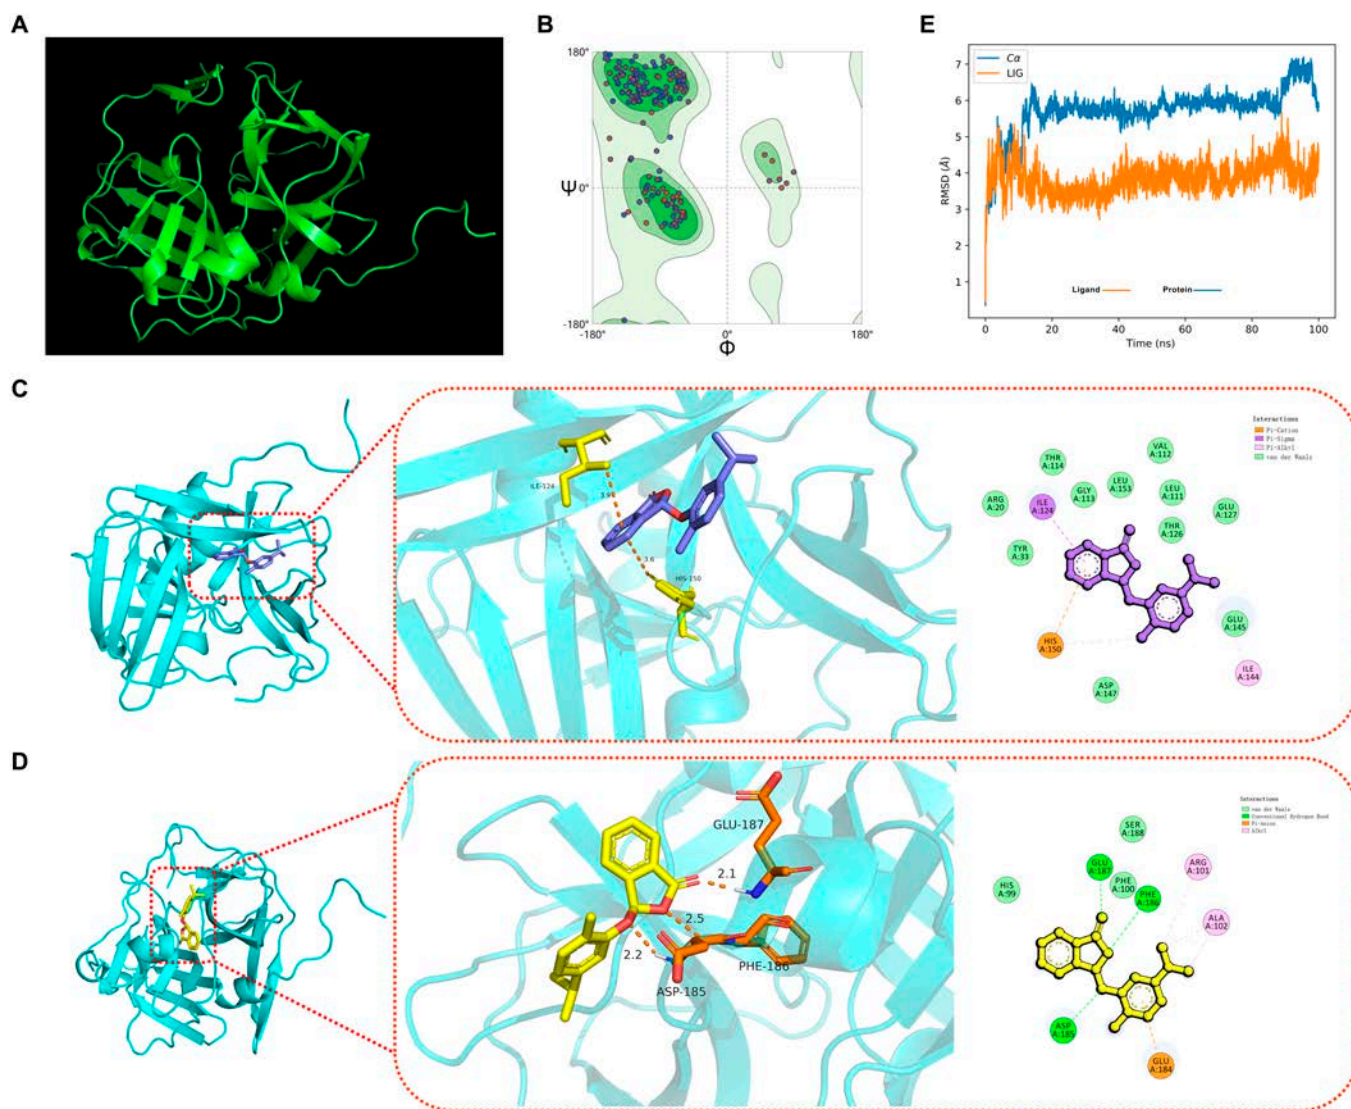 A
B
180°
Ψ 0°
-180°
-180°
0°
180°
Φ
E
Cα
LIG
7
6
5
4
3
2
1
RMSD (Å)
Ligand
Protein
0
20
40
60
80
100
Time (ns)
C
ILE-124
3.9
3.6
HIS-150
Interactions
Pi-Cation
Pi-Sigma
Pi-Alkyl
van der Waals
VAL
A:112
THR
A:114
LEU
A:153
GLY
A:113
LEU
A:111
ARG
A:20
ILE
A:124
GLU
A:127
THR
A:126
TYR
A:33
GLU
A:145
HIS
A:150
ILE
A:144
ASP
A:147
D
GLU-187
2.1
2.5
2.2
PHE-186
ASP-185
Interactions
van der Waals
Conventional Hydrogen Bond
Pi-Anion
Alkyl
SER
A:188
GLU
A:187
PHE
A:100
ARG
A:101
HIS
A:99
PHE
A:186
ALA
A:102
ASP
A:185
GLU
A:184